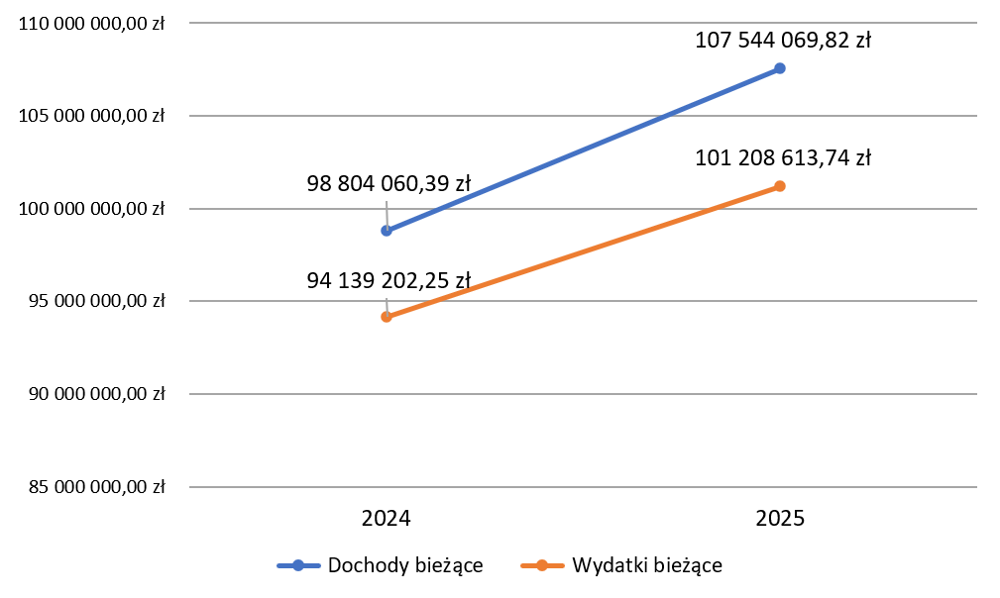 110 000 000,00 zł
107 544 069,82 zł
105 000 000,00 zł
101 208 613,74 zł
98 804 060,39 zł
100 000 000,00 zł
94 139 202,25 zł
95 000 000,00 zł
90 000 000,00 zł
85 000 000,00 zł
2024 2025
Dochody bieżące Wydatki bieżące